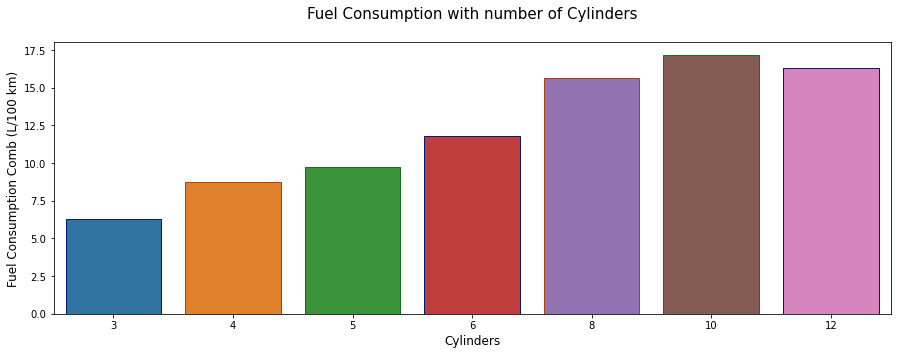 Fuel Consumption with number of Cylinders
Fuel Consumption Comb (L/100 km)
17.5
15.0
12.5
10.0
7.5
5.0
2.5
0.0
3 4 5 6 8 10 12
Cylinders